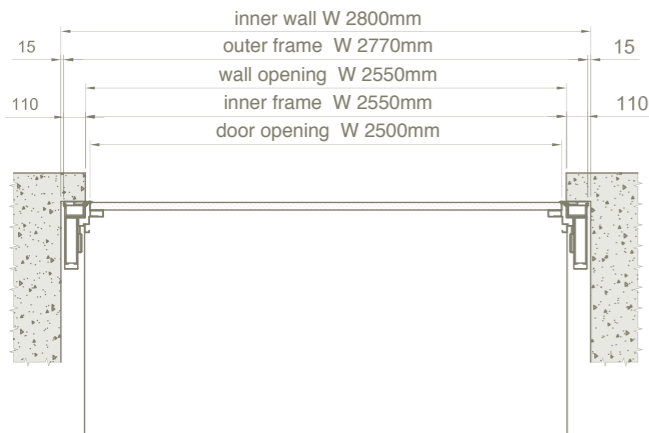 inner wall W 2800mm
15 outer frame W 2770mm 15
wall opening W 2550mm
110 inner frame W 2550mm 110
door opening W 2500mm